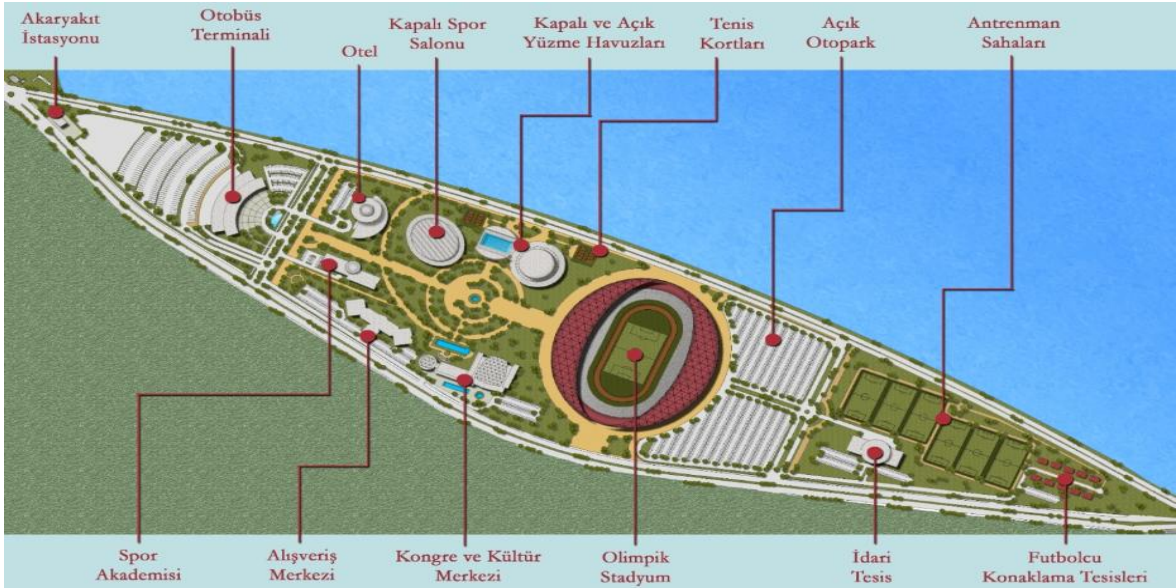 Akaryakıt
İstasyonu
Otobüs
Terminali
Otel
Kapalı Spor
Salonu
Kapalı ve Açık
Yüzme Havuzları
Tenis
Kortları
Açık
Otopark
Antrenman
Sahaları
Spor
Akademisi
Alışveriş
Merkezi
Kongre ve Kültür
Merkezi
Olimpik
Stadyum
İdari
Tesis
Futbolcu
Konaklama Tesisleri